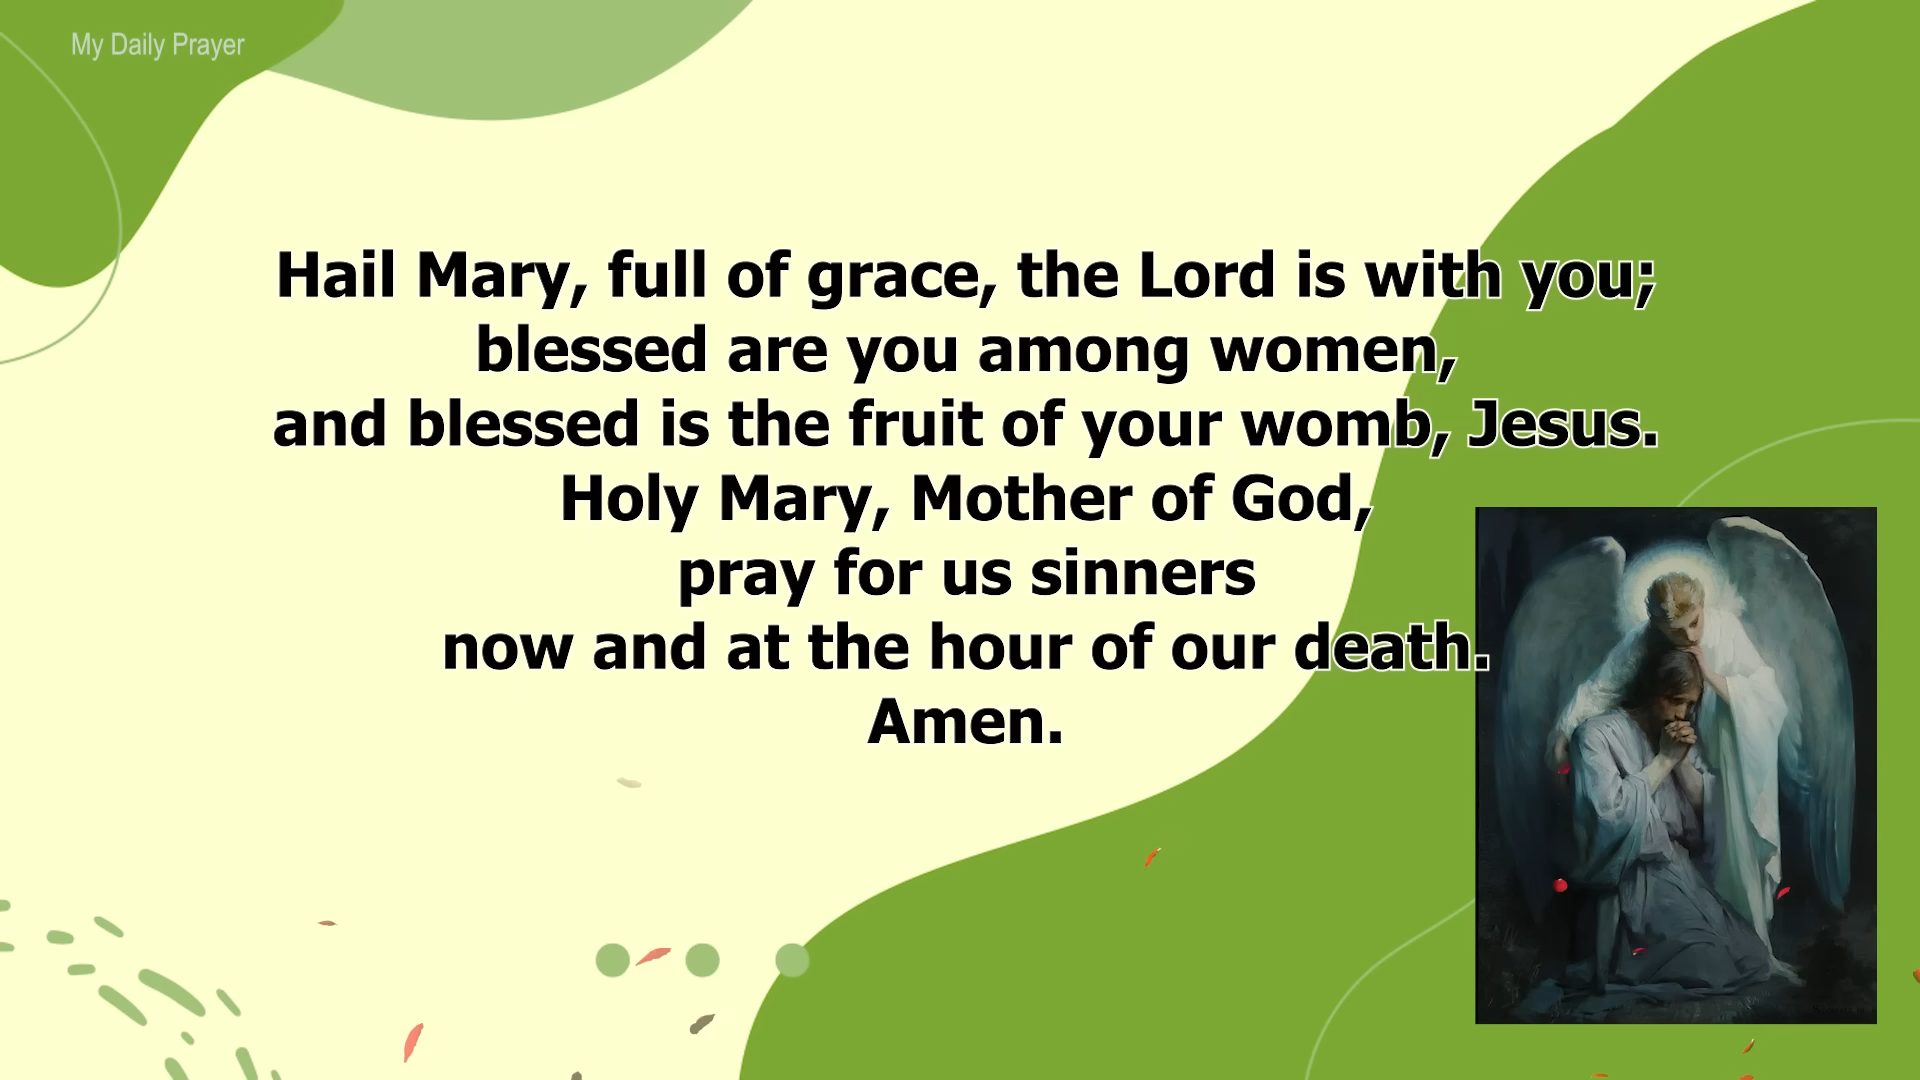 My Daily Prayer
Hail Mary, full of grace, the Lord is with you;
blessed are you among women,
and blessed is the fruit of your womb, Jesus.
Holy Mary, Mother of God,
pray for us sinners
now and at the hour of our death.
Amen.